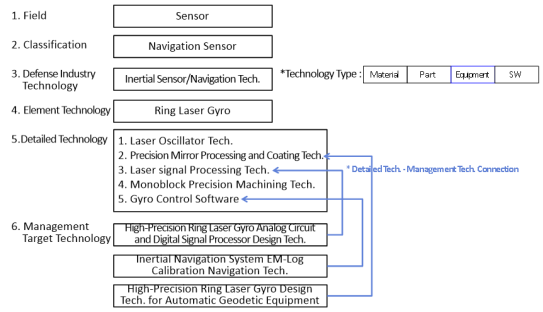 1. Field
Sensor
2. Classification
Navigation Sensor
3. Defense Industry
Technology
Inertial Sensor/Navigation Tech.
*Technology Type :
Material
Part
Equipment
SW
4. Element Technology
Ring Laser Gyro
5.Detailed Technology
1. Laser Oscillator Tech.
2. Precision Mirror Processing and Coating Tech.
3. Laser signal Processing Tech.
4. Monoblock Precision Machining Tech.
5. Gyro Control Software
* Detailed Tech. - Management Tech. Connection
6. Management
Target Technology
High-Precision Ring Laser Gyro Analog Circuit
and Digital Signal Processor Design Tech.
Inertial Navigation System EM-Log
Calibration Navigation Tech.
High-Precision Ring Laser Gyro Design
Tech. for Automatic Geodetic Equipment